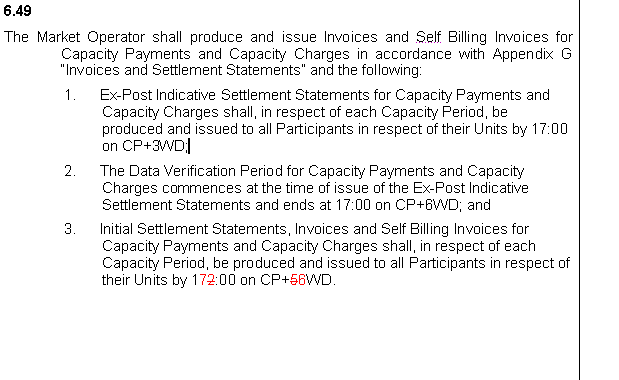 6.49
The Market Operator shall produce and issue Invoices and Self Billing Invoices for
Capacity Payments and Capacity Charges in accordance with Appendix G
"Invoices and Settlement Statements" and the following:
1. Ex-Post Indicative Settlement Statements for Capacity Payments and
Capacity Charges shall, in respect of each Capacity Period, be
produced and issued to all Participants in respect of their Units by 17:00
on CP+3WD;
2. The Data Verification Period for Capacity Payments and Capacity
Charges commences at the time of issue of the Ex-Post Indicative
Settlement Statements and ends at 17:00 on CP+6WD; and
3. Initial Settlement Statements, Invoices and Self Billing Invoices for
Capacity Payments and Capacity Charges shall, in respect of each
Capacity Period, be produced and issued to all Participants in respect of
their Units by 172:00 on CP+56WD.